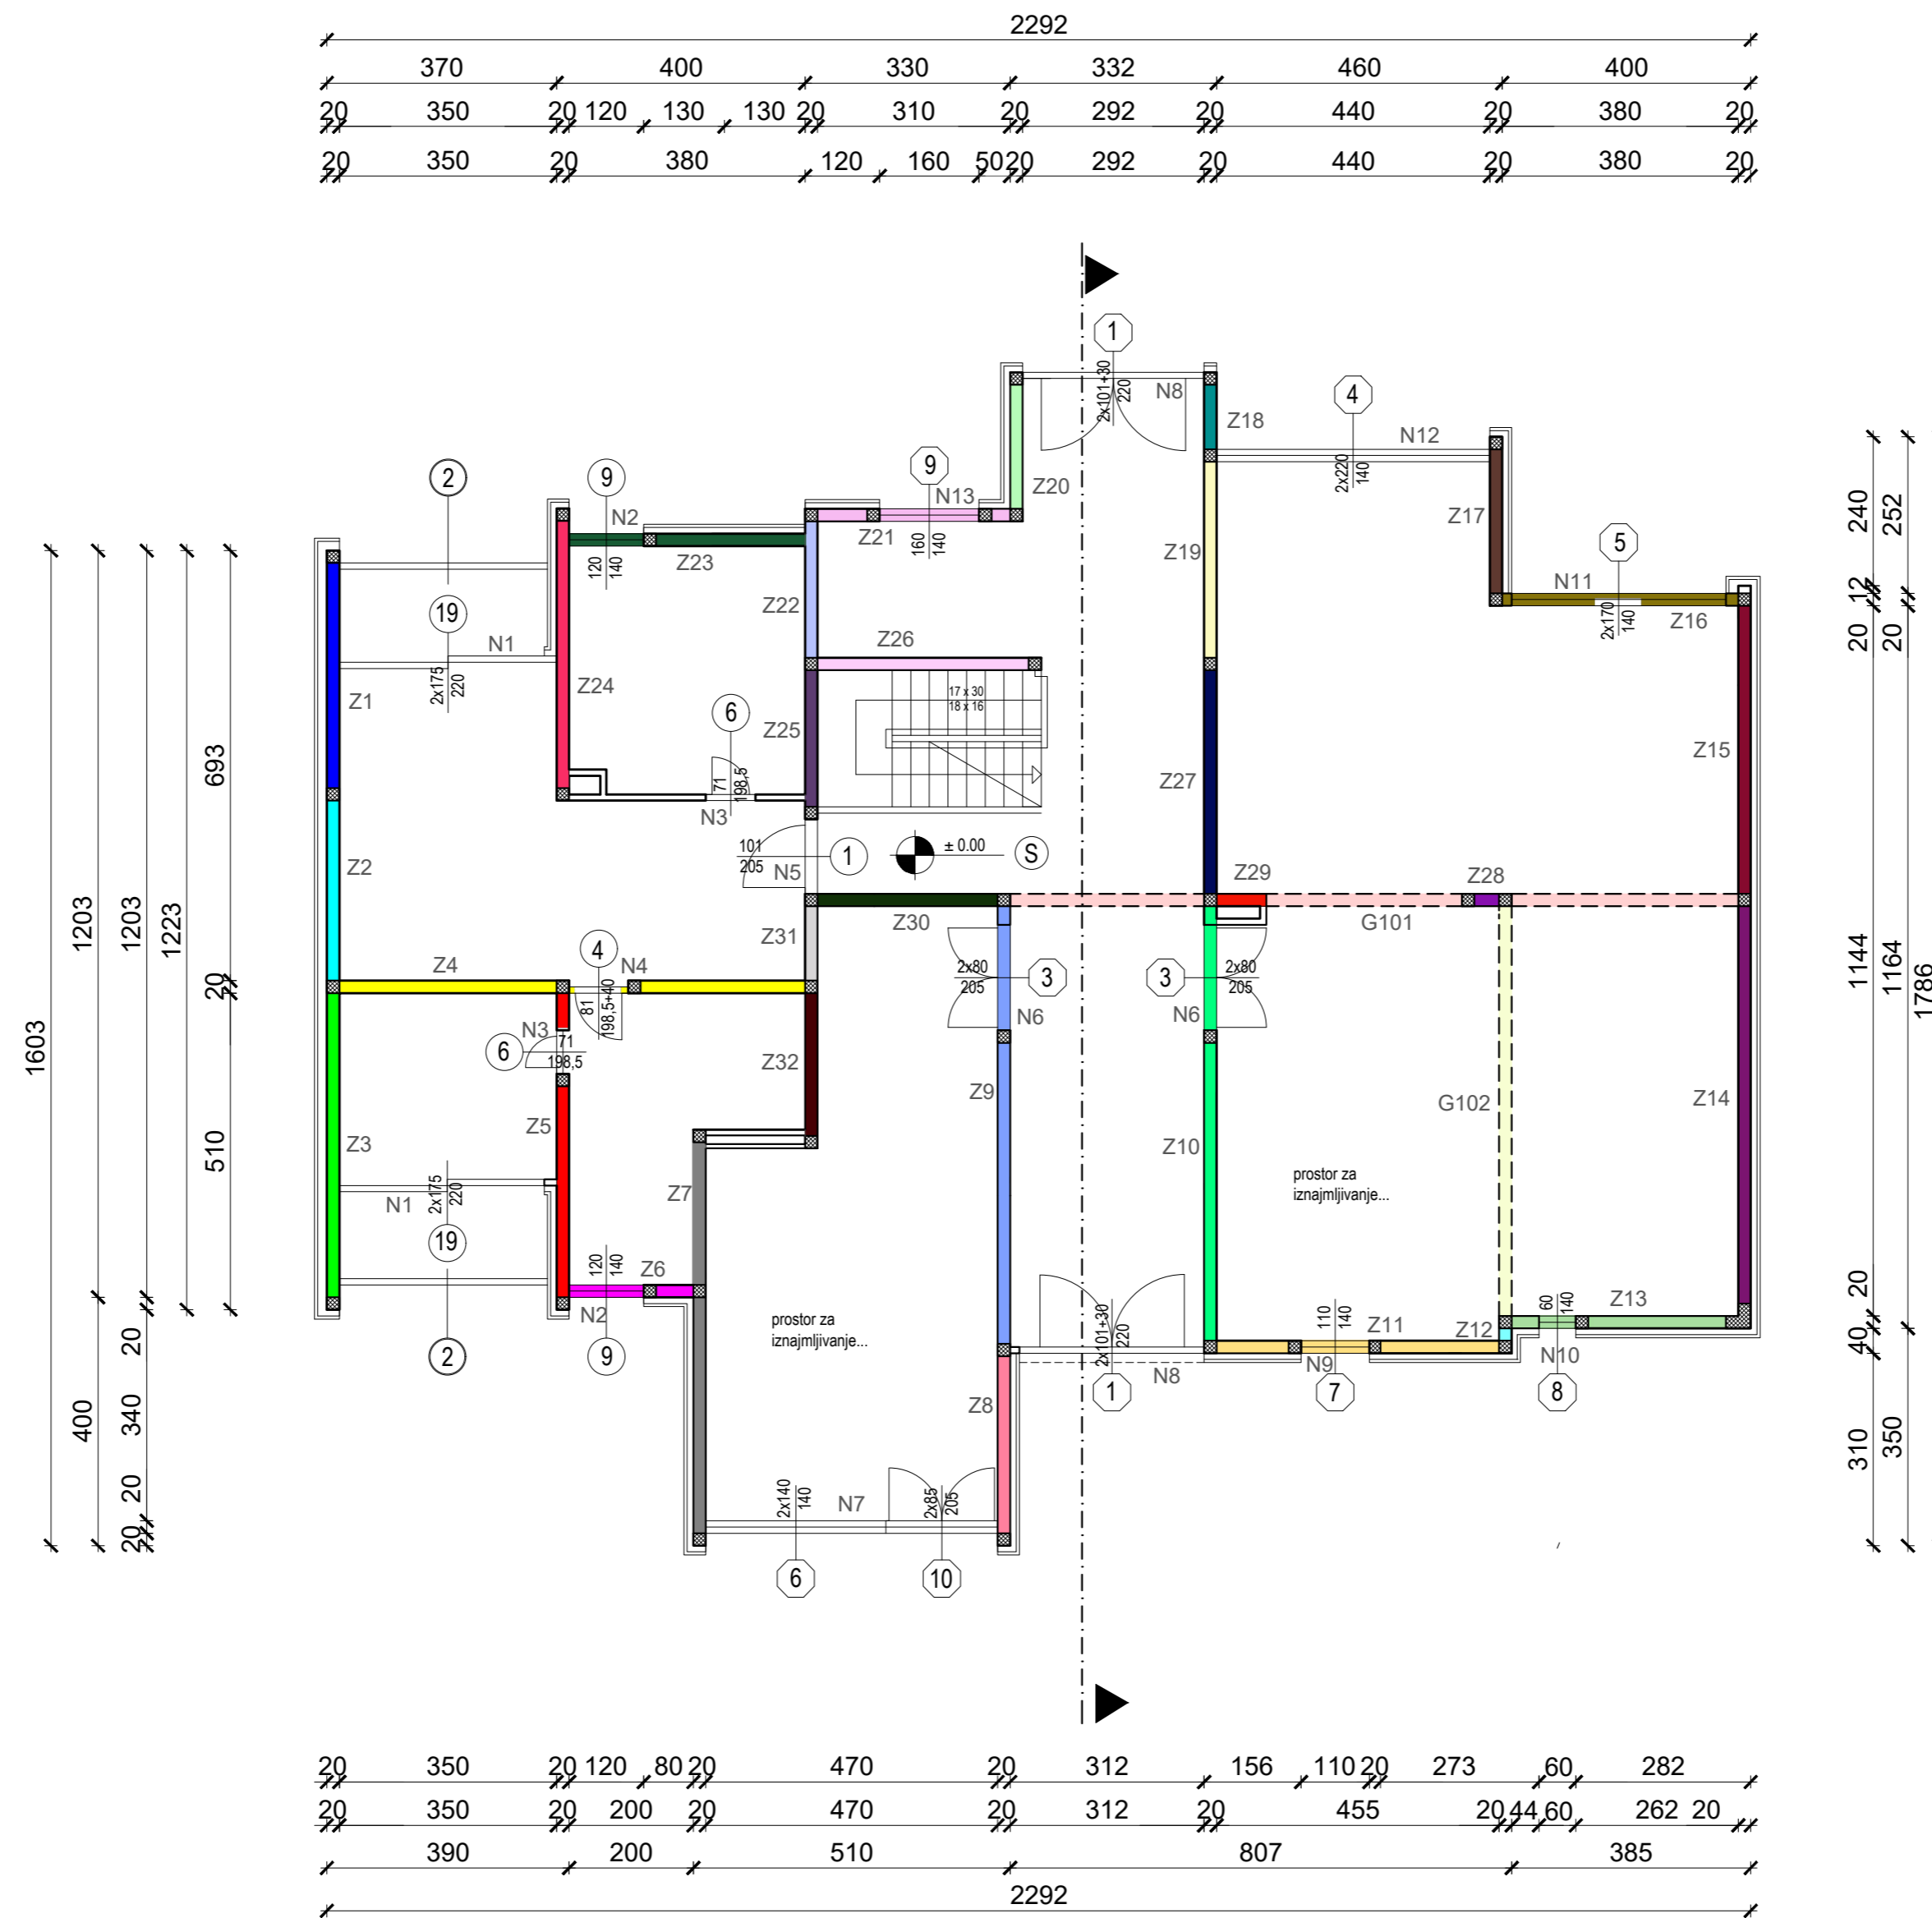 2292
370 400 330 332 460 400
20 350 20 120 130 130 20 310 20 292 20 440 20 380 20
20 350 20 380 120 160 50 20 292 20 440 20 380 20
1
2x101+30
220
N8
4
Z18
N12
2x220
140
2
9
N2
120
140
Z23
9
N13
Z21
160
140
Z20
Z19
Z17
5
N11
2x170
140
Z16
240
252
12
20
20
19
N1
2x175
220
Z1
Z24
Z22
Z26
17 x 30
18 x 16
6
71
198,5
N3
Z25
Z27
Z15
693
1203
1203
1223
20
510
1603
Z2
101
205
N5
1
± 0.00
S
Z29
Z28
Z30
G101
Z31
Z4
4
N4
81
198,5+40
2x80
205
3
3
2x80
205
N6
N6
1144
1164
1786
N3
6
71
198,5
Z32
Z9
G102
Z14
Z3
Z5
Z7
Z10
prostor za
iznajmljivanje...
N1
2x175
220
19
120
140
Z6
N2
prostor za
iznajmljivanje...
2x101+30
220
110
140
Z11
Z12
60
140
Z13
20
40
N8
N9
N10
2
9
1
7
8
Z8
20
400
340
20
20
310
350
2x140
140
N7
2x85
205
6
10
20 350 20 120 80 20 470 20 312 156 110 20 273 60 282
20 350 20 200 20 470 20 312 20 455 20 44 60 262 20
390 200 510 807 385
2292